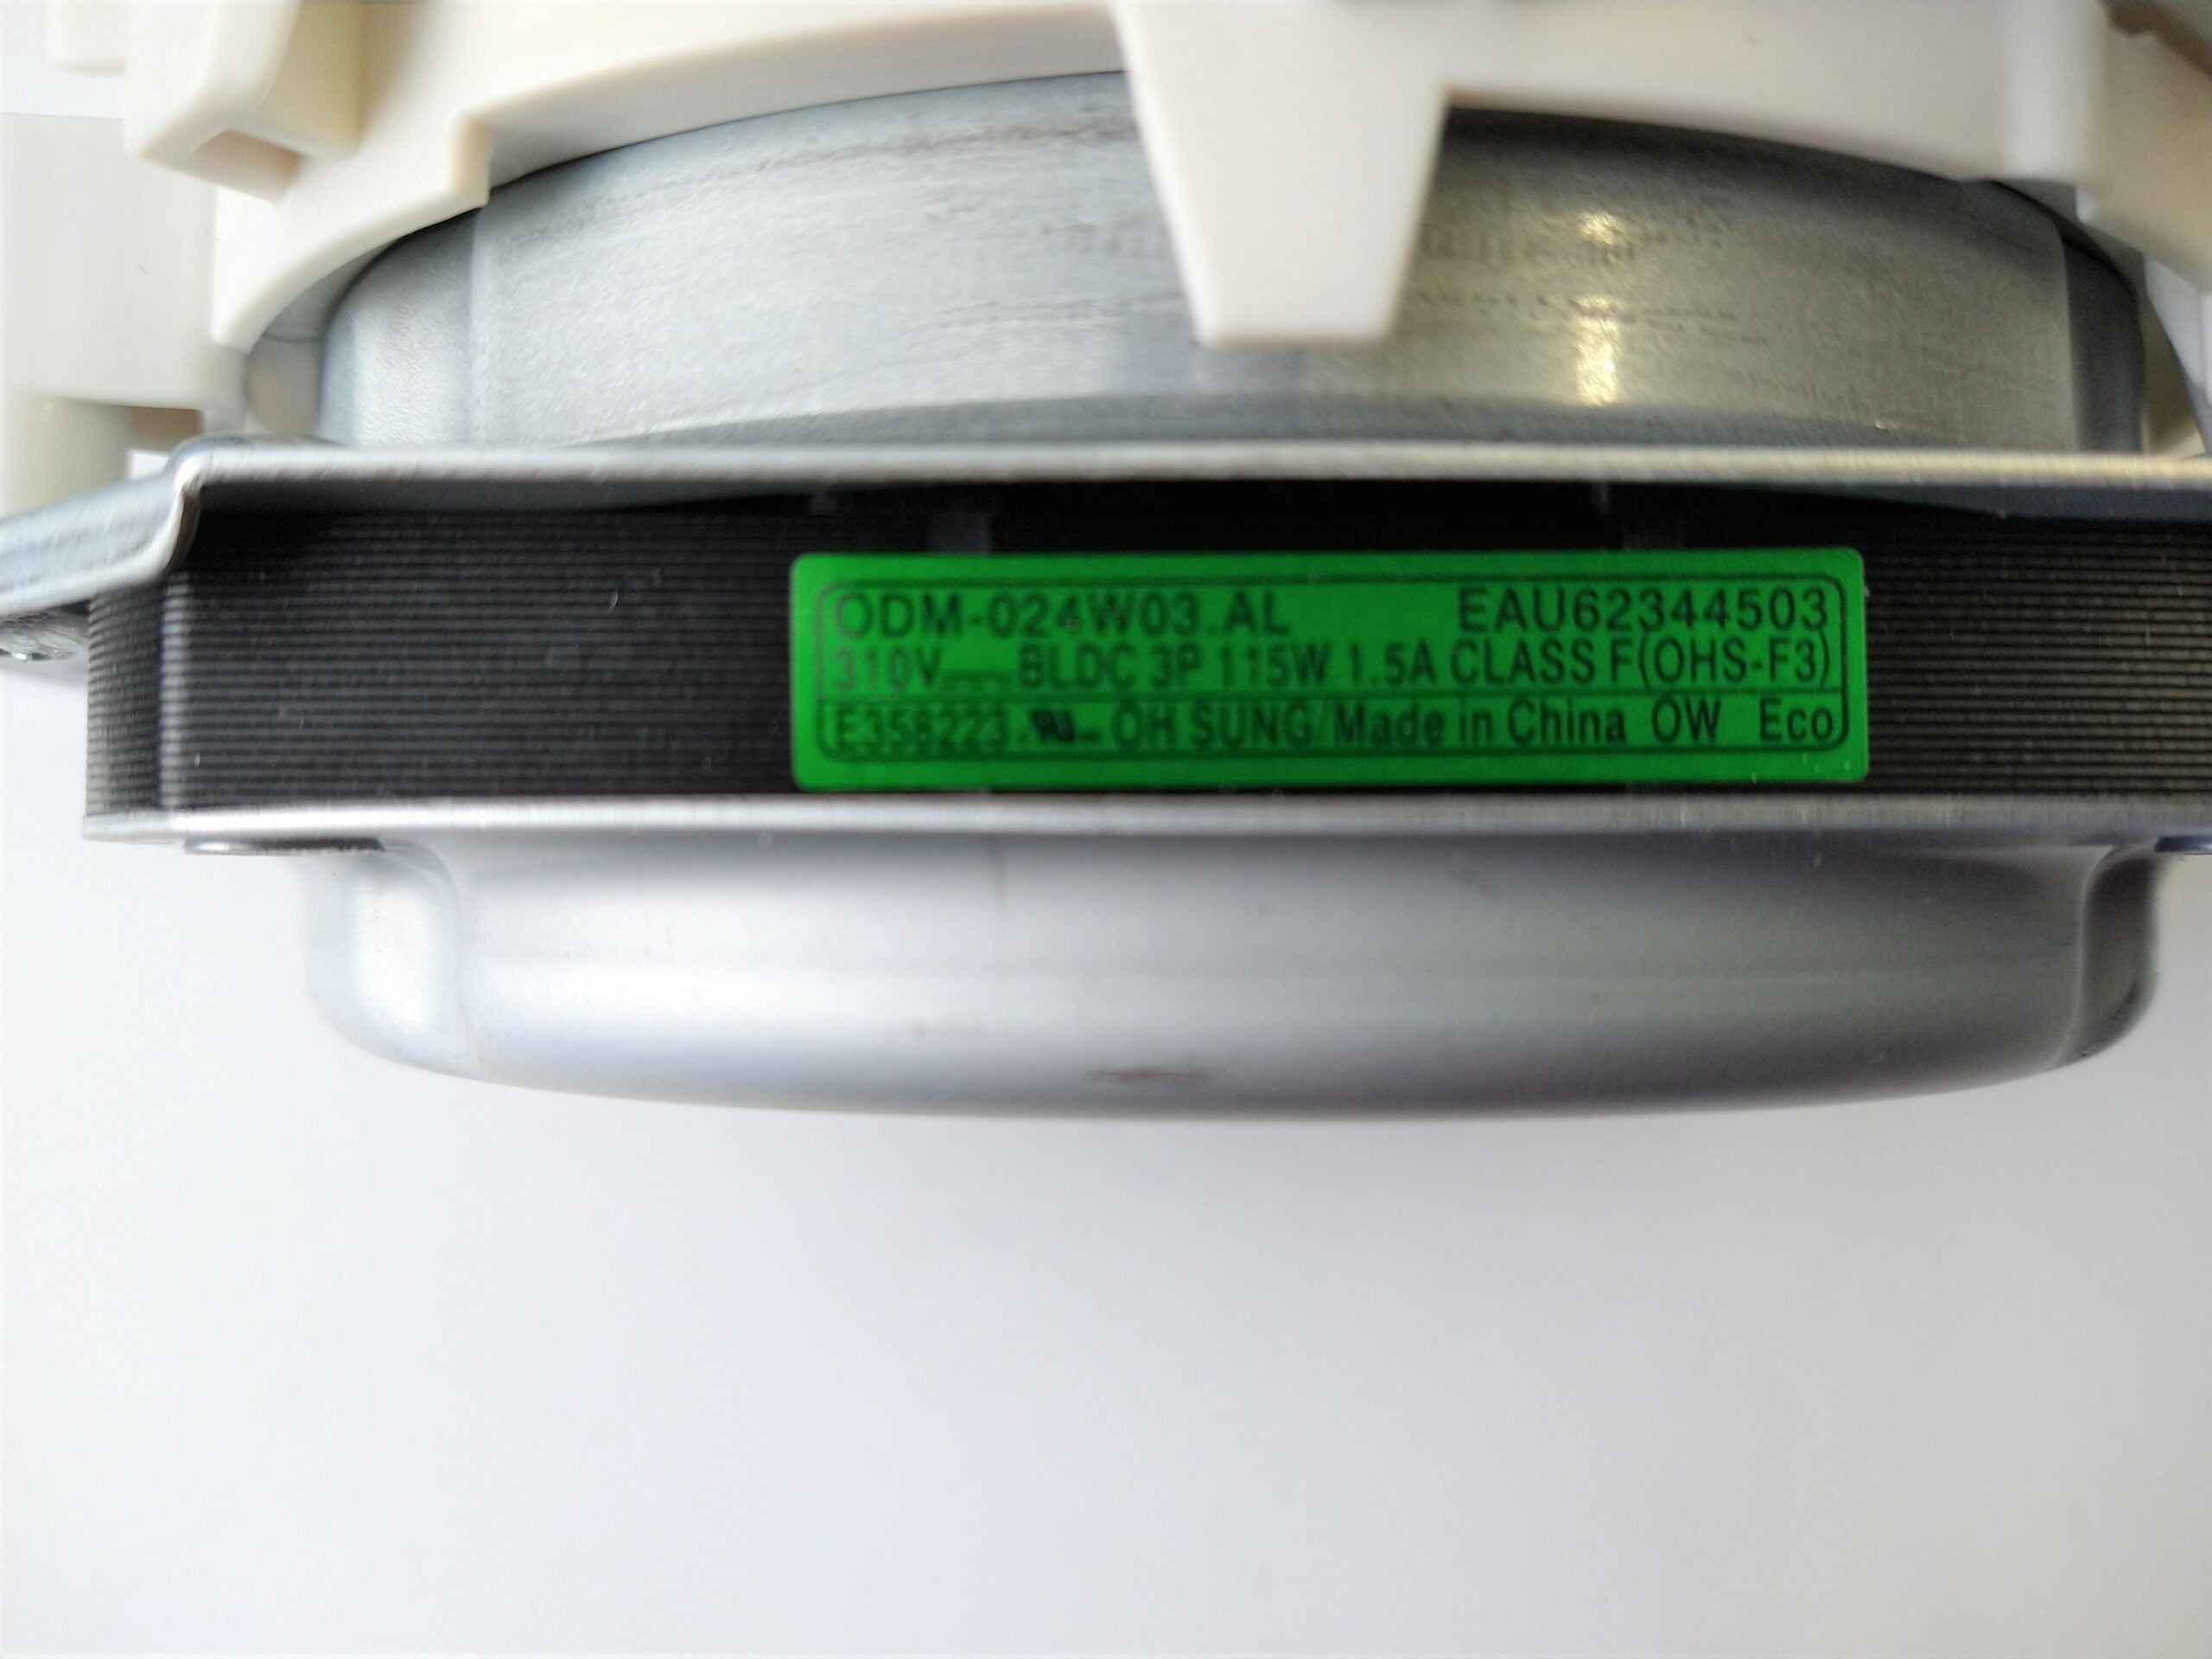 ODM-024W03.AL EAU62344503
310V BLDC 3P 115W 1.5A CLASS F(OHS-F3)
E358223 OH SUNG/Made in China OW Eco